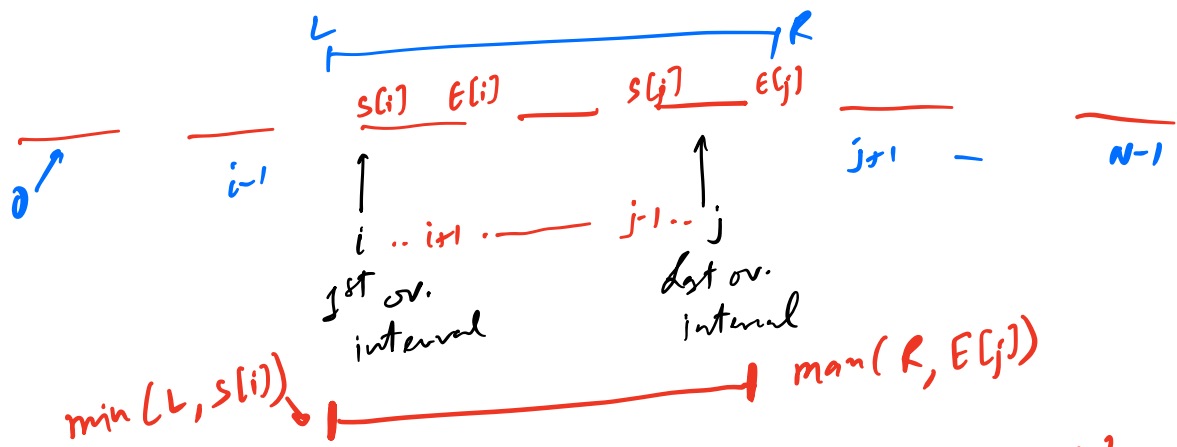 L R
S[i] E[i] S[j] E[j]
0 i-1 j+1 — N-1
i .. i+1 . — j-1 .. j
1st ov.
interval
Last ov.
interval
min(L, S[i])
max(R, E[j])